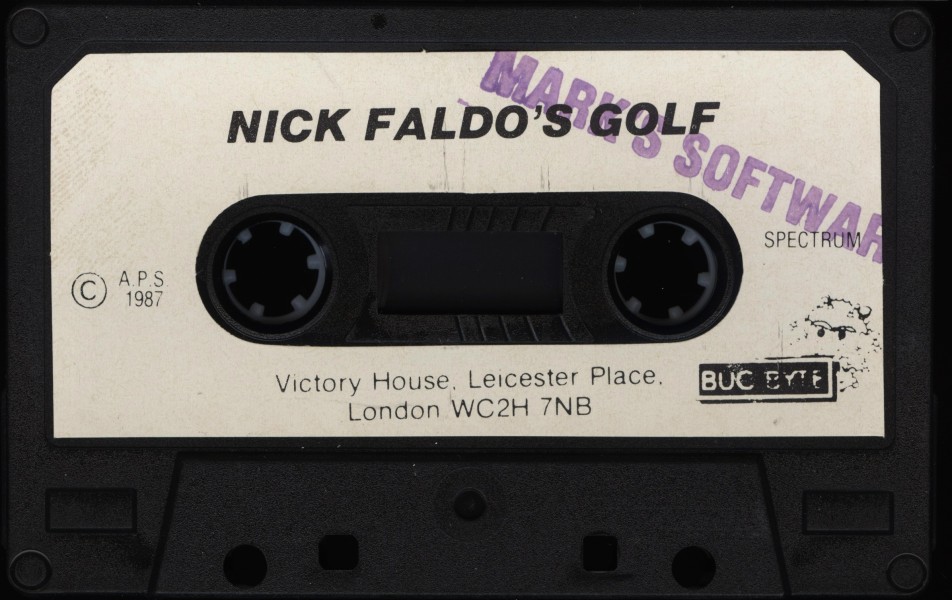 MARK'S SOFTWAR
NICK FALDO'S GOLF
SPECTRUM
© A.P.S.
1987
Victory House, Leicester Place,
London WC2H 7NB
BUG BYTE